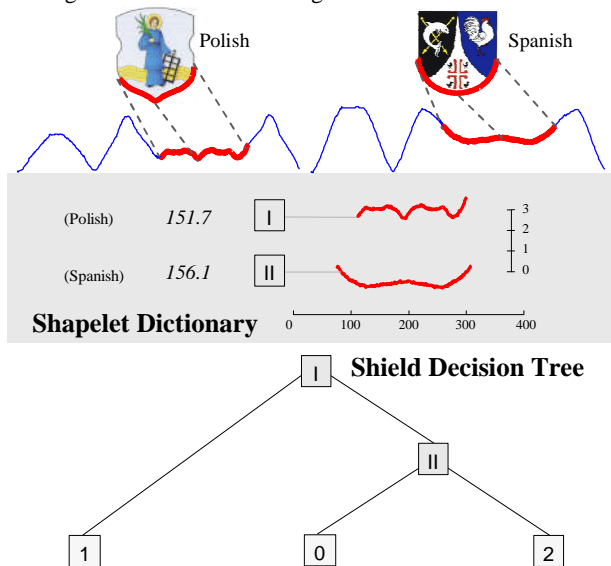 Polish
Spanish
(Polish) 151.7 I
3
2
1
0
(Spanish) 156.1 II
Shapelet Dictionary
0 100 200 300 400
Shield Decision Tree
I
II
1 0 2